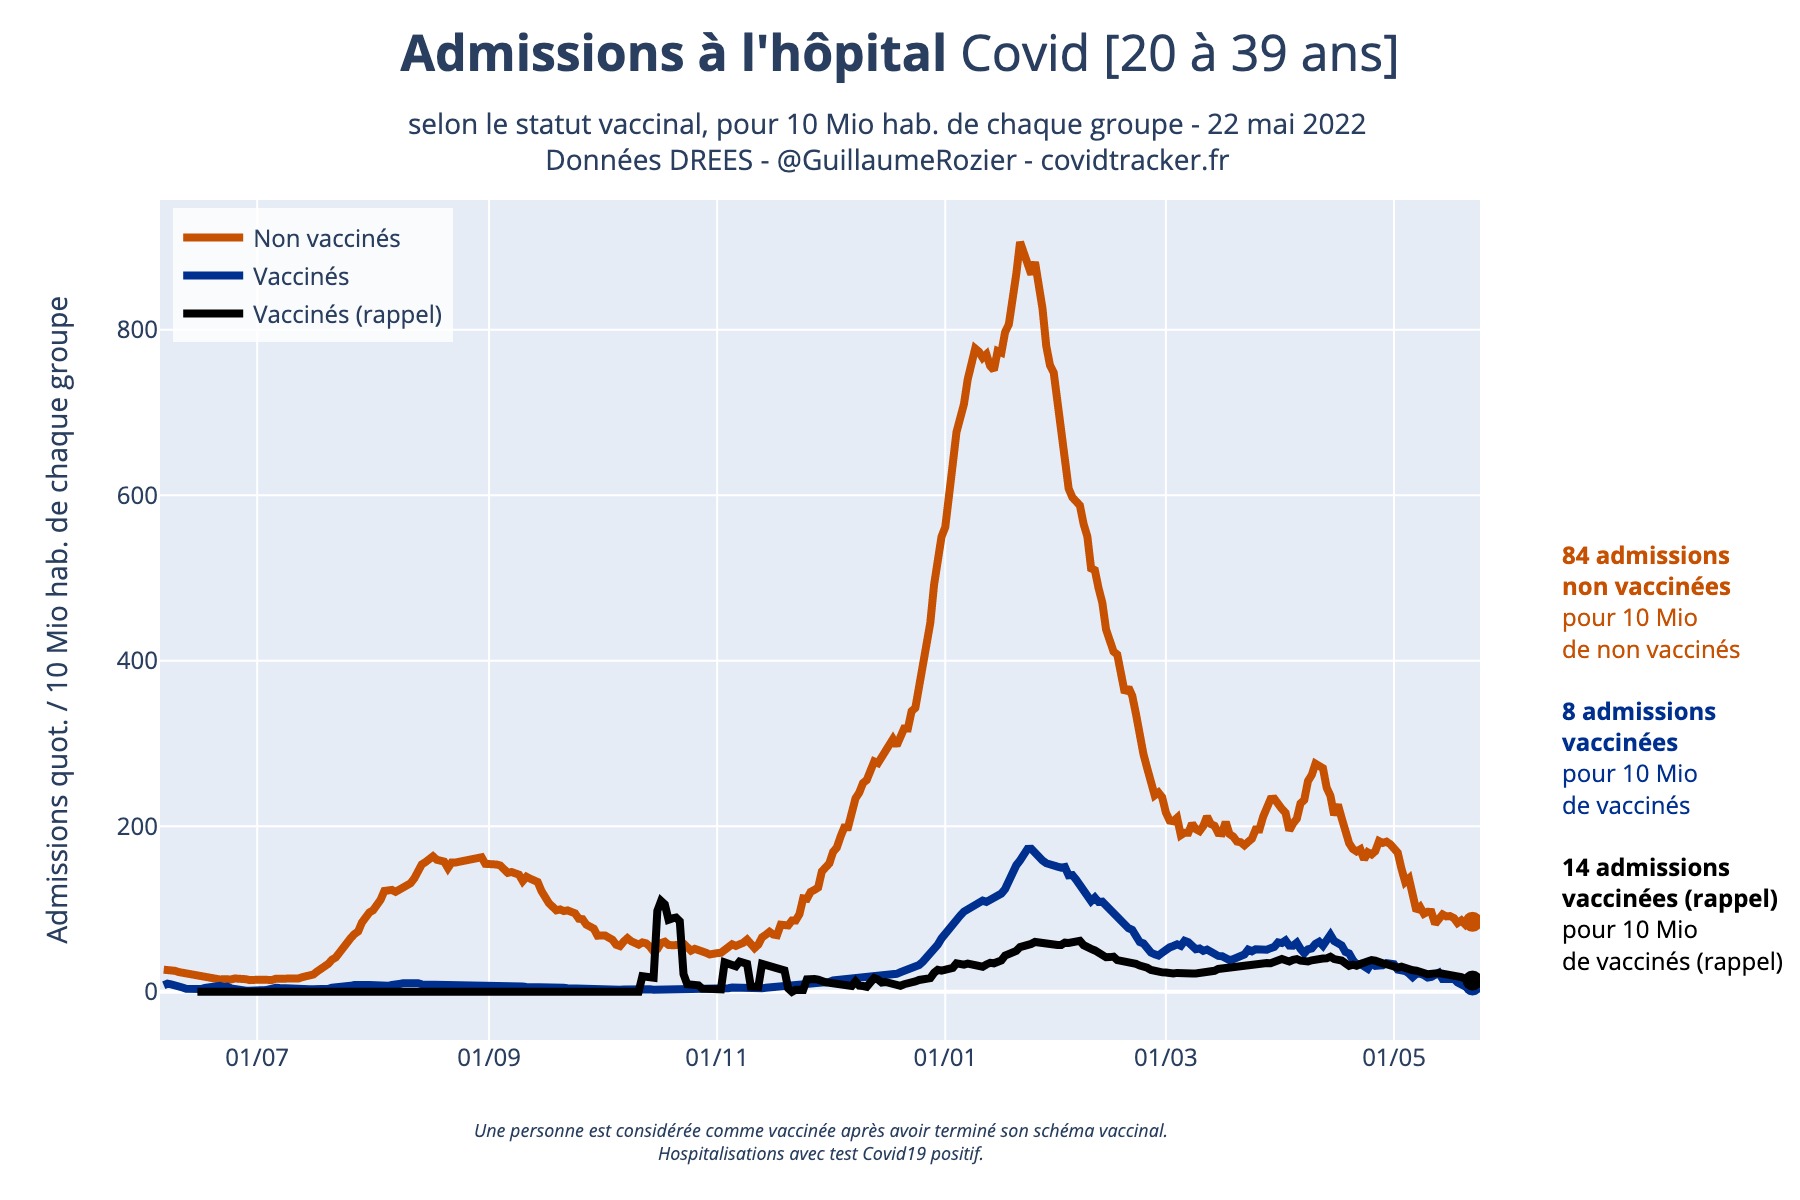 Admissions à l'hôpital Covid [20 à 39 ans]
selon le statut vaccinal, pour 10 Mio hab. de chaque groupe - 22 mai 2022
Données DREES - @GuillaumeRozier - covidtracker.fr
Non vaccinés
Vaccinés
Vaccinés (rappel)
Admissions quot. / 10 Mio hab. de chaque groupe
800
600
400
200
0
01/07
01/09
01/11
01/01
01/03
01/05
84 admissions
non vaccinées
pour 10 Mio
de non vaccinés
8 admissions
vaccinées
pour 10 Mio
de vaccinés
14 admissions
vaccinées (rappel)
pour 10 Mio
de vaccinés (rappel)
Une personne est considérée comme vaccinée après avoir terminé son schéma vaccinal.
Hospitalisations avec test Covid19 positif.